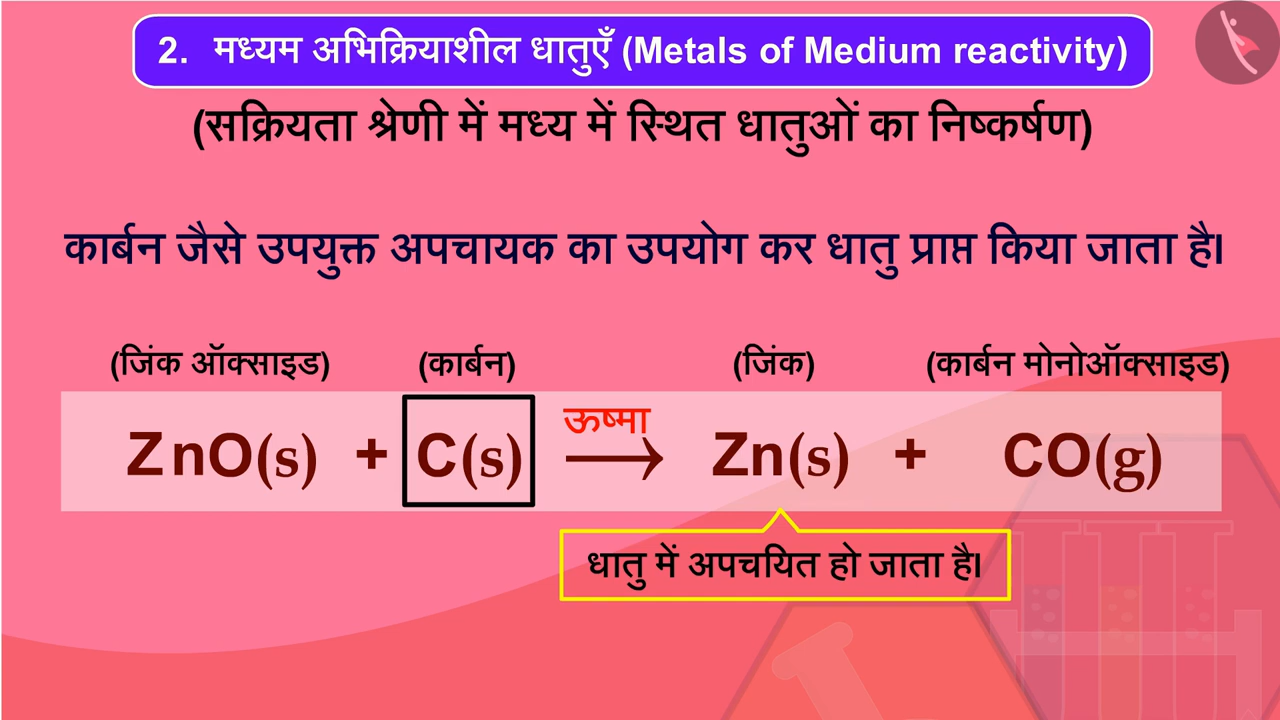 2. मध्यम अभिक्रियाशील धातुएँ (Metals of Medium reactivity)
(सक्रियता श्रेणी में मध्य में स्थित धातुओं का निष्कर्षण)
कार्बन जैसे उपयुक्त अपचायक का उपयोग कर धातु प्राप्त किया जाता है।
(जिंक ऑक्साइड) (कार्बन) (जिंक) (कार्बन मोनोऑक्साइड)
ऊष्मा
ZnO(s) + C(s) ⟶ Zn(s) + CO(g)
धातु में अपचयित हो जाता है।